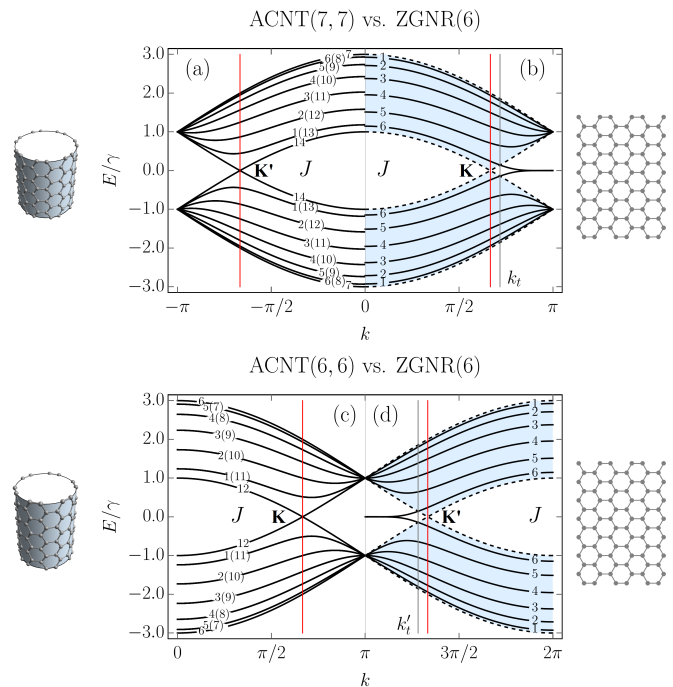 ACNT(7, 7) vs. ZGNR(6)
(a)
(b)
3.0
2.0
1.0
0.0
−1.0
−2.0
−3.0
E/γ
7
6(8)
5(9)
4(10)
3(11)
2(12)
1(13)
14
K'
J
J
K
1
2
3
4
5
6
14
1(13)
2(12)
3(11)
4(10)
5(9)
6(8)
7
6
5
4
3
2
1
k_t
−π
−π/2
0
π/2
π
k
ACNT(6, 6) vs. ZGNR(6)
(c)
(d)
3.0
2.0
1.0
0.0
−1.0
−2.0
−3.0
E/γ
6
5(7)
4(8)
3(9)
2(10)
1(11)
12
J
K
K'
J
1
2
3
4
5
6
12
1(11)
2(10)
3(9)
4(8)
5(7)
6
6
5
4
3
2
1
k'_t
0
π/2
π
3π/2
2π
k